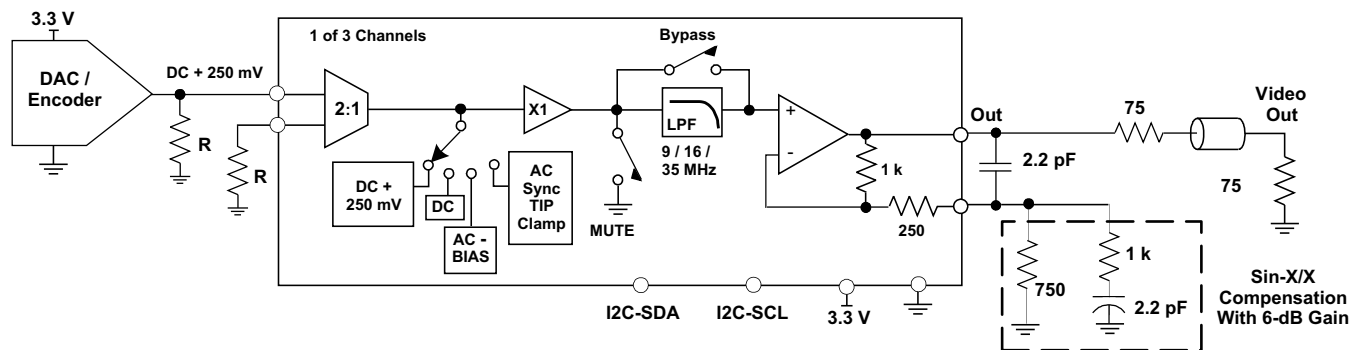 3.3 V
DAC /
Encoder
DC + 250 mV
R
R
1 of 3 Channels
2:1
X1
Bypass
LPF
9 / 16 /
35 MHz
MUTE
DC +
250 mV
DC
AC -
BIAS
AC
Sync
TIP
Clamp
+
-
1 k
250
Out
2.2 pF
75
Video
Out
75
750
1 k
2.2 pF
Sin-X/X
Compensation
With 6-dB Gain
I2C-SDA
I2C-SCL
3.3 V